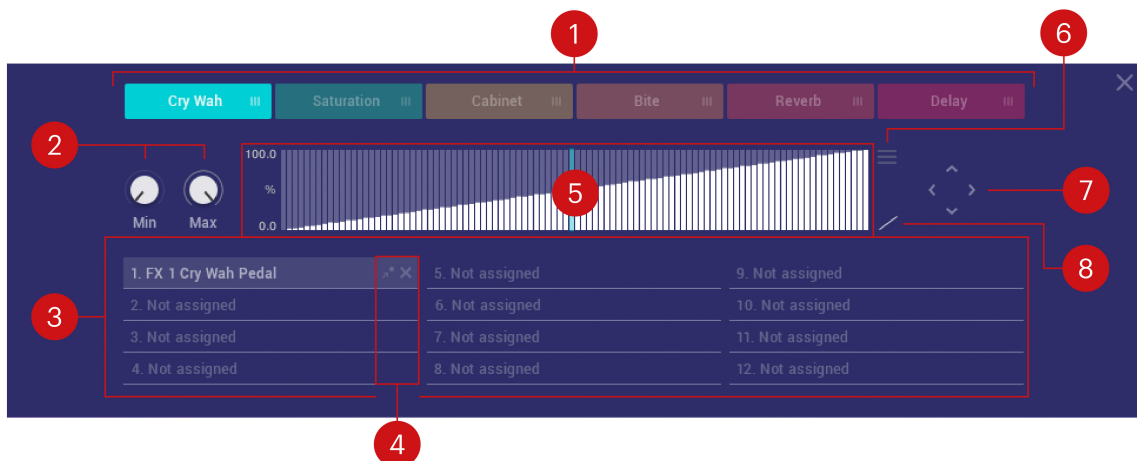 1
6
Cry Wah
Saturation
Cabinet
Bite
Reverb
Delay
2
100.0
%
0.0
5
7
Min
Max
8
3
1. FX 1 Cry Wah Pedal
2. Not assigned
3. Not assigned
4. Not assigned
5. Not assigned
6. Not assigned
7. Not assigned
8. Not assigned
9. Not assigned
10. Not assigned
11. Not assigned
12. Not assigned
4